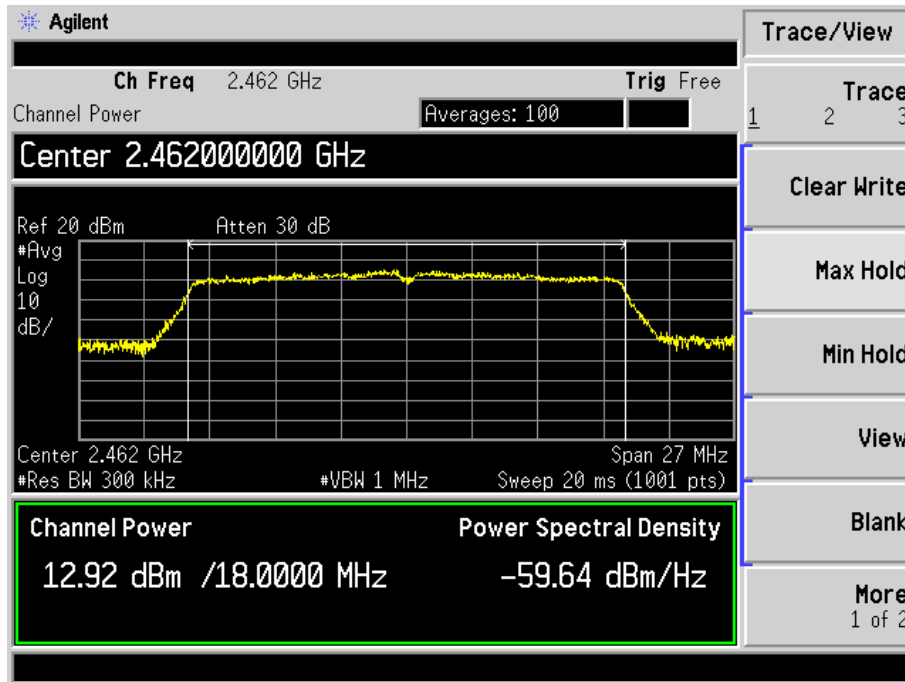 Agilent
Ch Freq 2.462 GHz Trig Free
Channel Power Averages: 100
Center 2.462000000 GHz
Ref 20 dBm Atten 30 dB
#Avg
Log
10
dB/
Center 2.462 GHz Span 27 MHz
#Res BW 300 kHz #VBW 1 MHz Sweep 20 ms (1001 pts)
Channel Power Power Spectral Density
12.92 dBm /18.0000 MHz -59.64 dBm/Hz
Trace/View
Trace
1 2 3
Clear Write
Max Hold
Min Hold
View
Blank
More
1 of 2